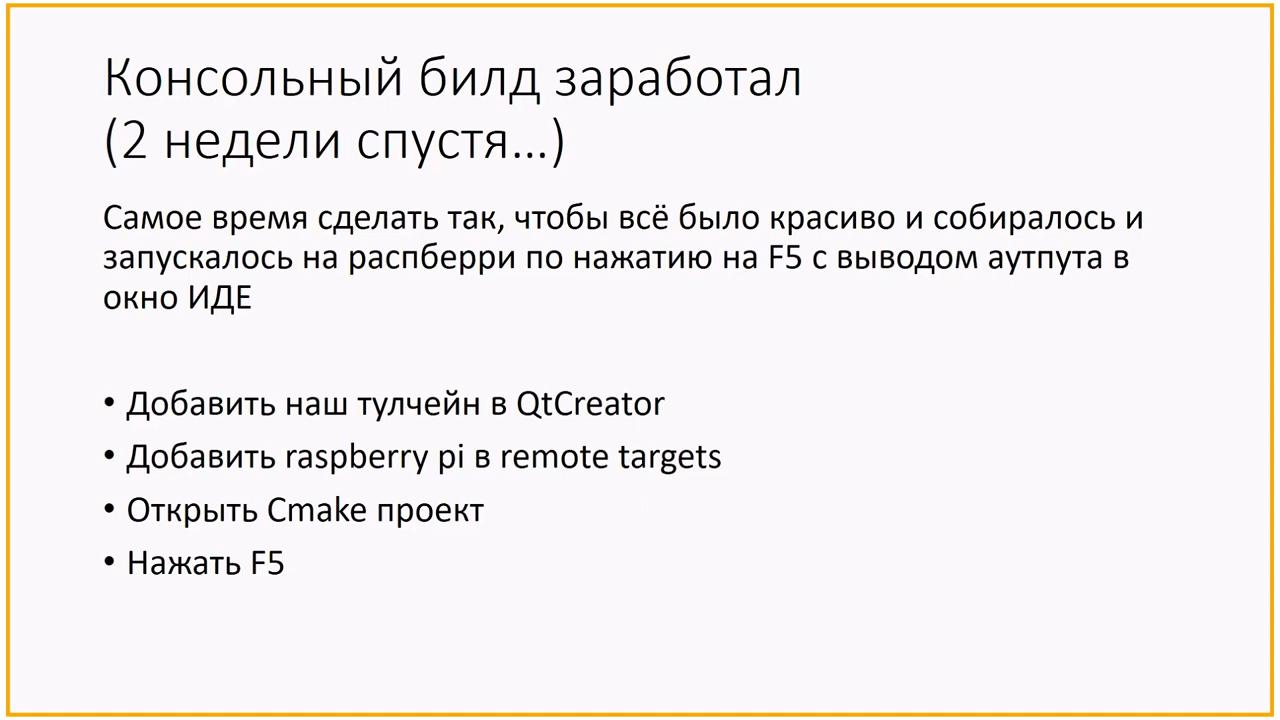 Консольный билд заработал
(2 недели спустя...)
Самое время сделать так, чтобы всё было красиво и собиралось и
запускалось на распберри по нажатию на F5 с выводом аутпута в
окно ИДЕ
• Добавить наш тулчейн в QtCreator
• Добавить raspberry pi в remote targets
• Открыть Cmake проект
• Нажать F5